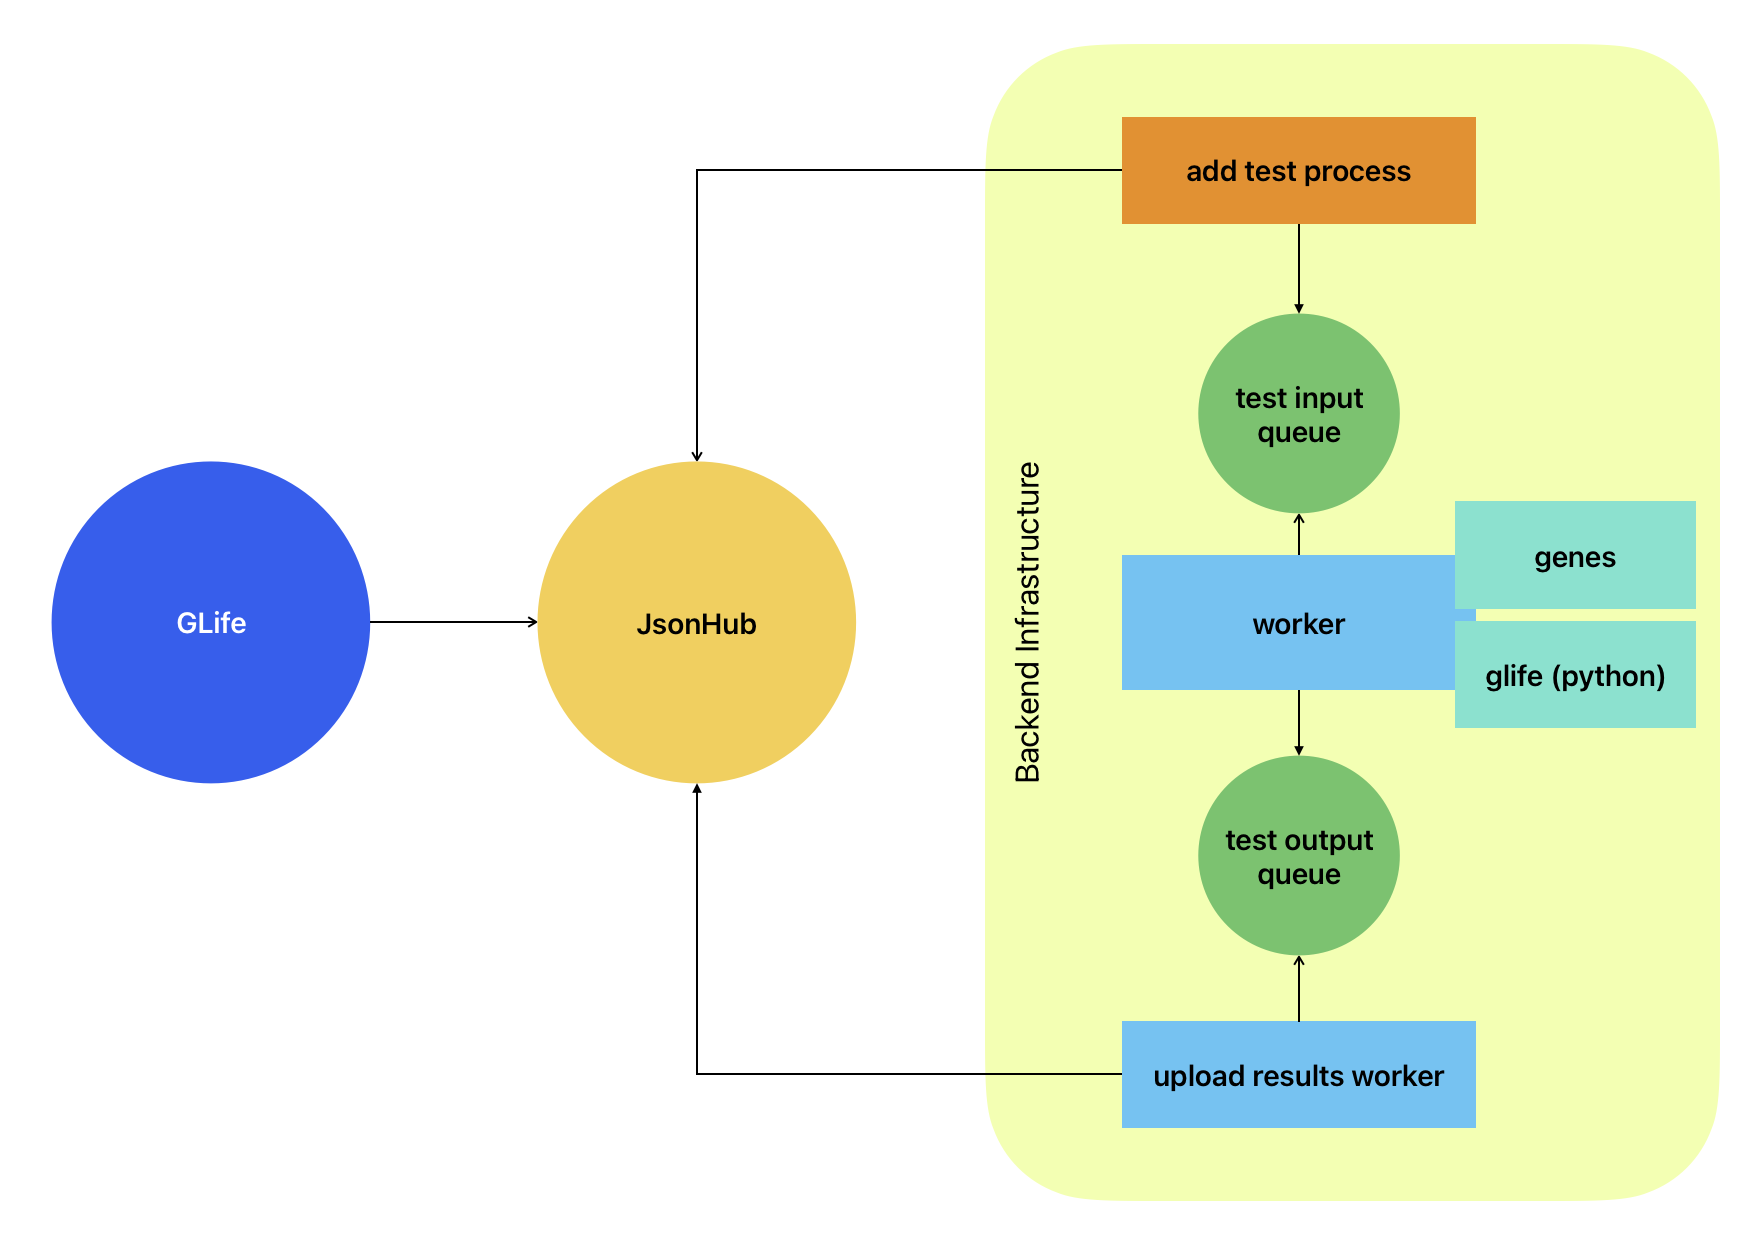 add test process
test input
queue
Backend Infrastructure
genes
GLife
JsonHub
worker
glife (python)
test output
queue
upload results worker